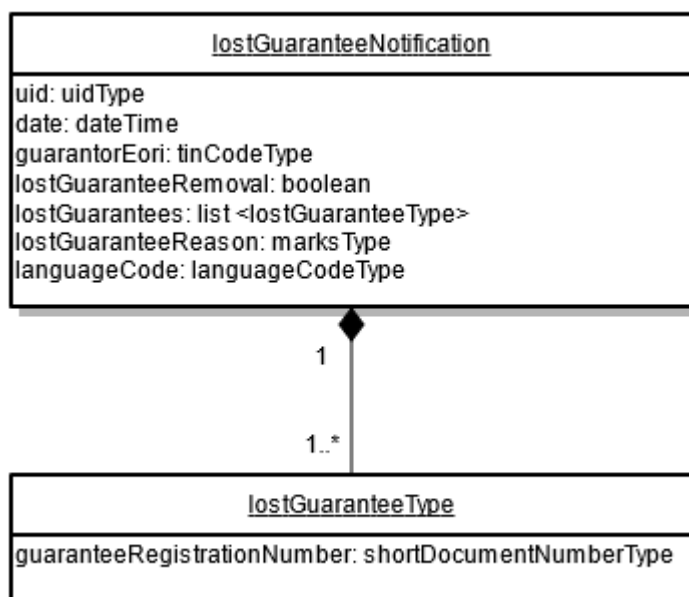 lostGuaranteeNotification
uid: uidType
date: dateTime
guarantorEori: tinCodeType
lostGuaranteeRemoval: boolean
lostGuarantees: list <lostGuaranteeType>
lostGuaranteeReason: marksType
languageCode: languageCodeType
1
1..*
lostGuaranteeType
guaranteeRegistrationNumber: shortDocumentNumberType